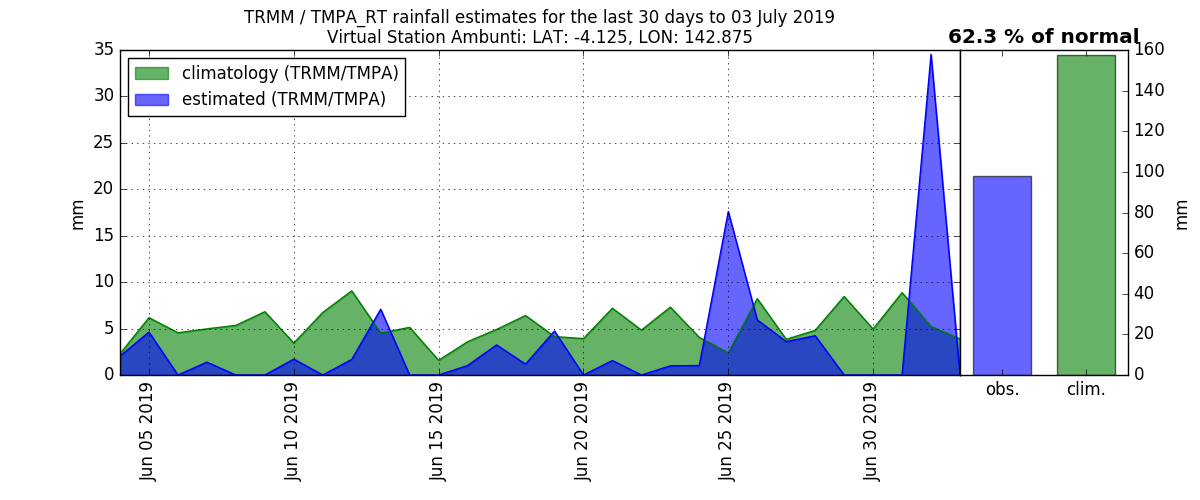 TRMM / TMPA_RT rainfall estimates for the last 30 days to 03 July 2019
Virtual Station Ambunti: LAT: -4.125, LON: 142.875
62.3 % of normal
climatology (TRMM/TMPA)
estimated (TRMM/TMPA)
35
30
25
20
15
10
5
0
mm
Jun 05 2019
Jun 10 2019
Jun 15 2019
Jun 20 2019
Jun 25 2019
Jun 30 2019
obs.
clim.
160
140
120
100
80
60
40
20
0
mm